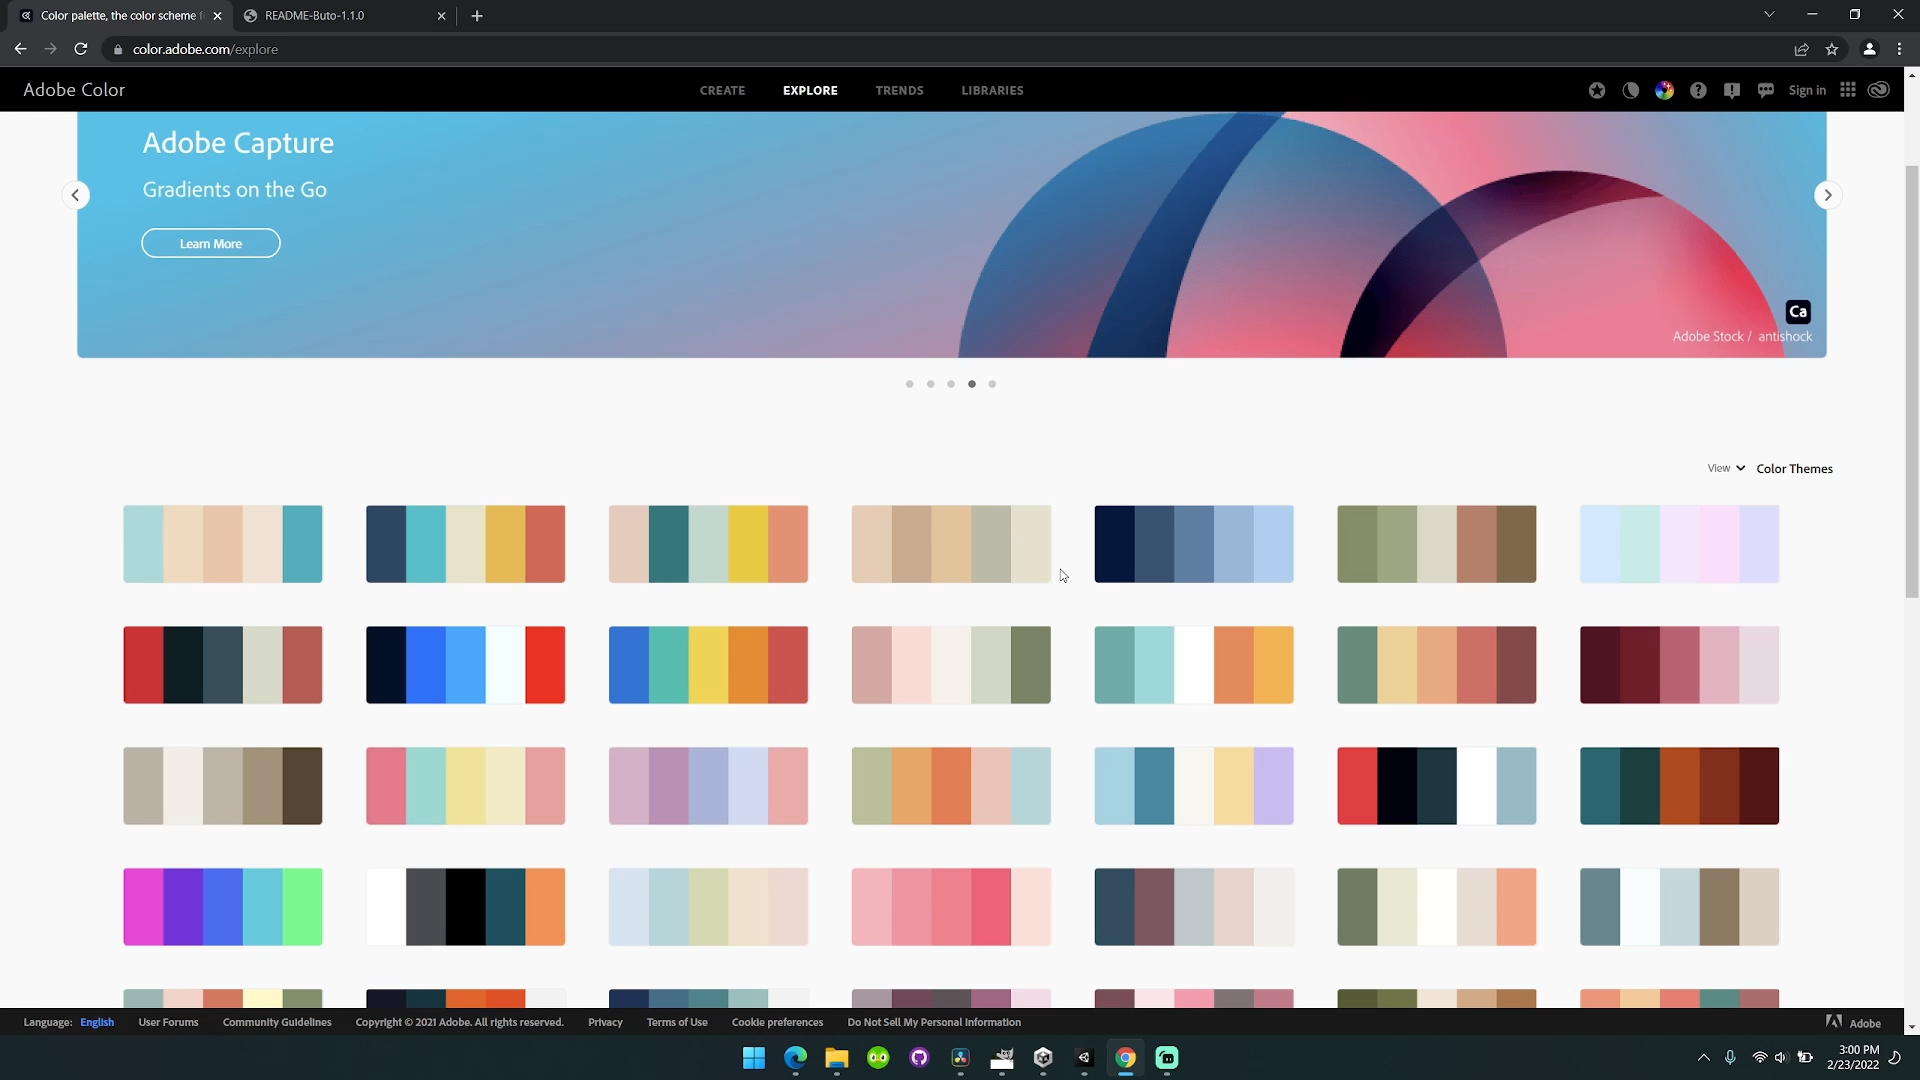 Color palette, the color scheme f
README-Buto-1.1.0
color.adobe.com/explore
Adobe Color
CREATE
EXPLORE
TRENDS
LIBRARIES
Sign in
Adobe Capture
Gradients on the Go
Learn More
Ca
Adobe Stock / antishock
View
Color Themes
Language: English
User Forums
Community Guidelines
Copyright © 2021 Adobe. All rights reserved.
Privacy
Terms of Use
Cookie preferences
Do Not Sell My Personal Information
Adobe
3:00 PM
2/23/2022